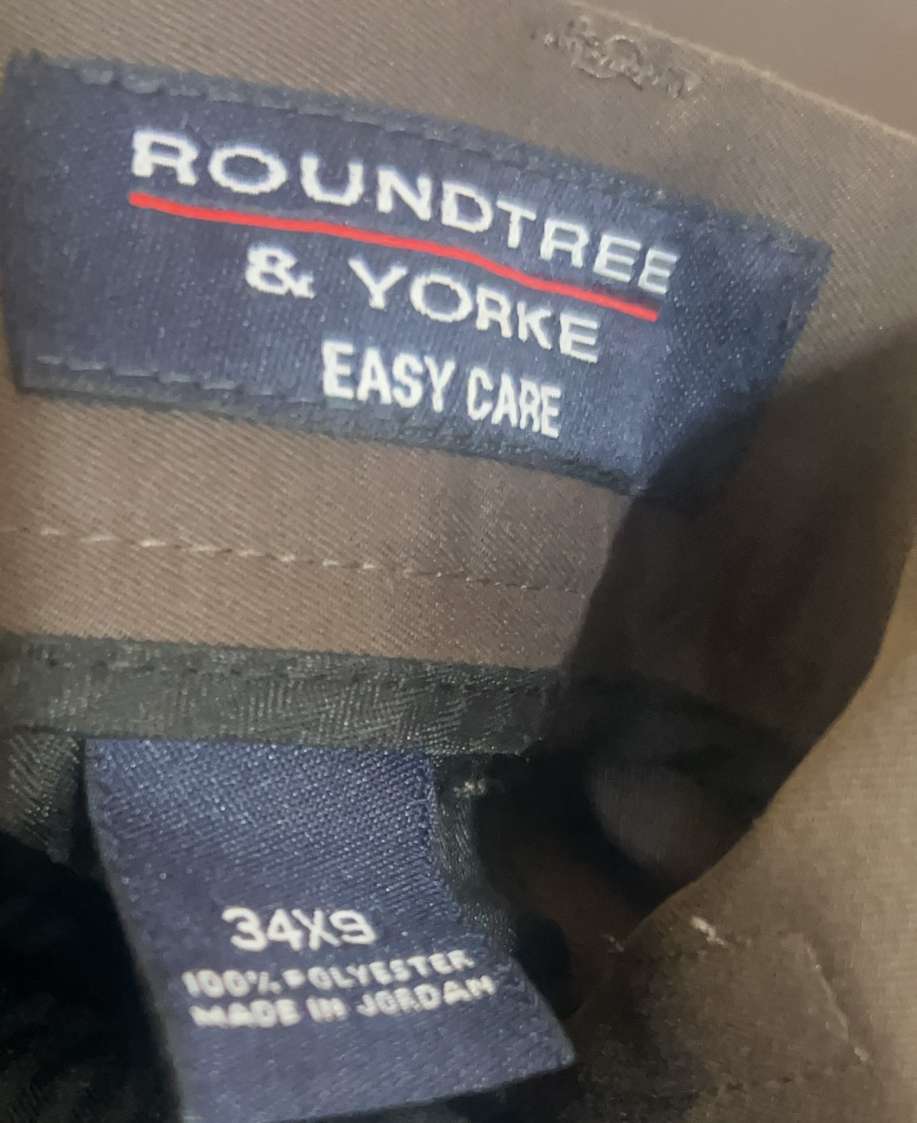 ROUNDTREE
& YORKE
EASY CARE
34X9
100% POLYESTER
MADE IN JORDAN